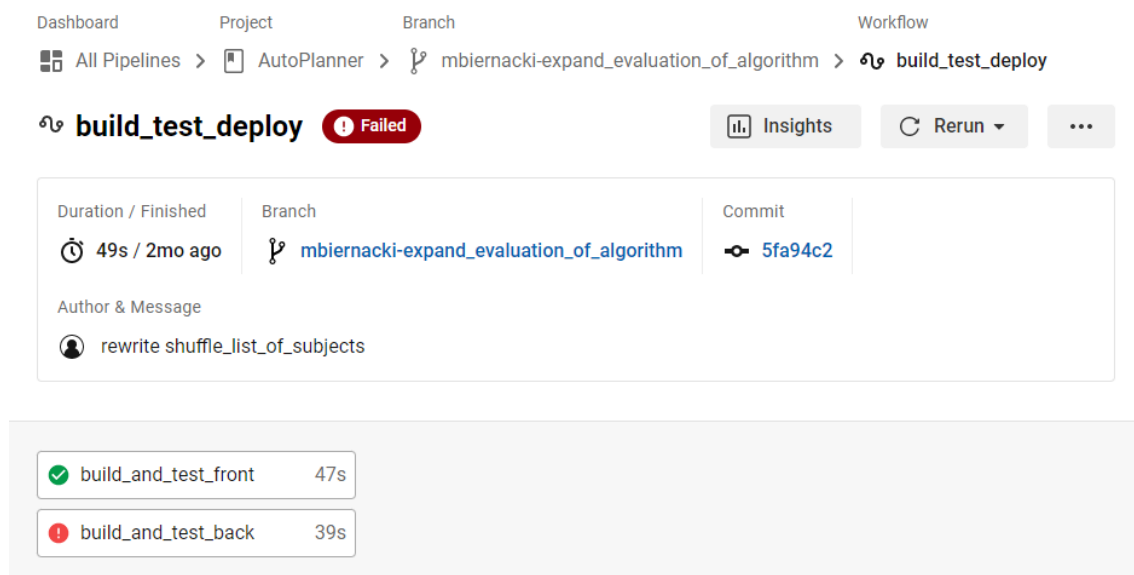 Dashboard Project Branch Workflow
All Pipelines > AutoPlanner > mbiernacki-expand_evaluation_of_algorithm > build_test_deploy
build_test_deploy Failed Insights Rerun
Duration / Finished Branch Commit
49s / 2mo ago mbiernacki-expand_evaluation_of_algorithm 5fa94c2
Author & Message
rewrite shuffle_list_of_subjects
build_and_test_front 47s
build_and_test_back 39s